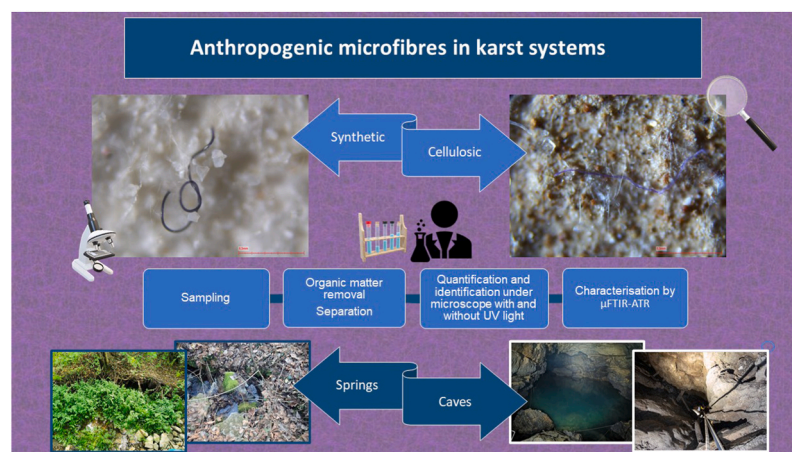 Anthropogenic microfibres in karst systems
Synthetic
Cellulosic
Sampling
Organic matter
removal
Separation
Quantification and
identification under
microscope with and
without UV light
Characterisation by
μFTIR-ATR
Springs
Caves